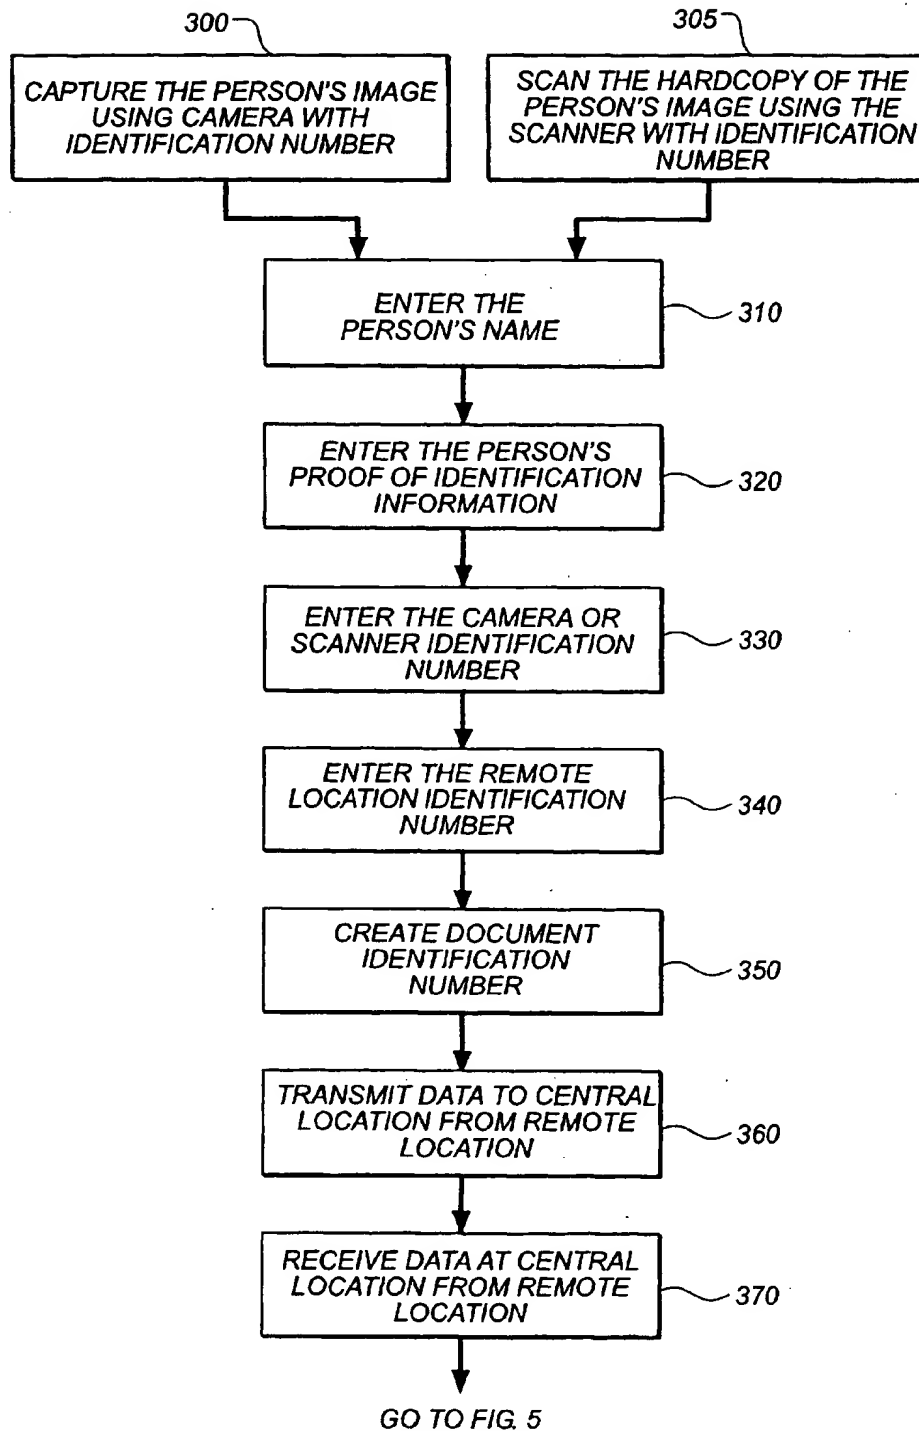 300
305
CAPTURE THE PERSON'S IMAGE
USING CAMERA WITH
IDENTIFICATION NUMBER
SCAN THE HARDCOPY OF THE
PERSON'S IMAGE USING THE
SCANNER WITH IDENTIFICATION
NUMBER
ENTER THE
PERSON'S NAME
310
ENTER THE PERSON'S
PROOF OF IDENTIFICATION
INFORMATION
320
ENTER THE CAMERA OR
SCANNER IDENTIFICATION
NUMBER
330
ENTER THE REMOTE
LOCATION IDENTIFICATION
NUMBER
340
CREATE DOCUMENT
IDENTIFICATION
NUMBER
350
TRANSMIT DATA TO CENTRAL
LOCATION FROM REMOTE
LOCATION
360
RECEIVE DATA AT CENTRAL
LOCATION FROM REMOTE
LOCATION
370
GO TO FIG. 5